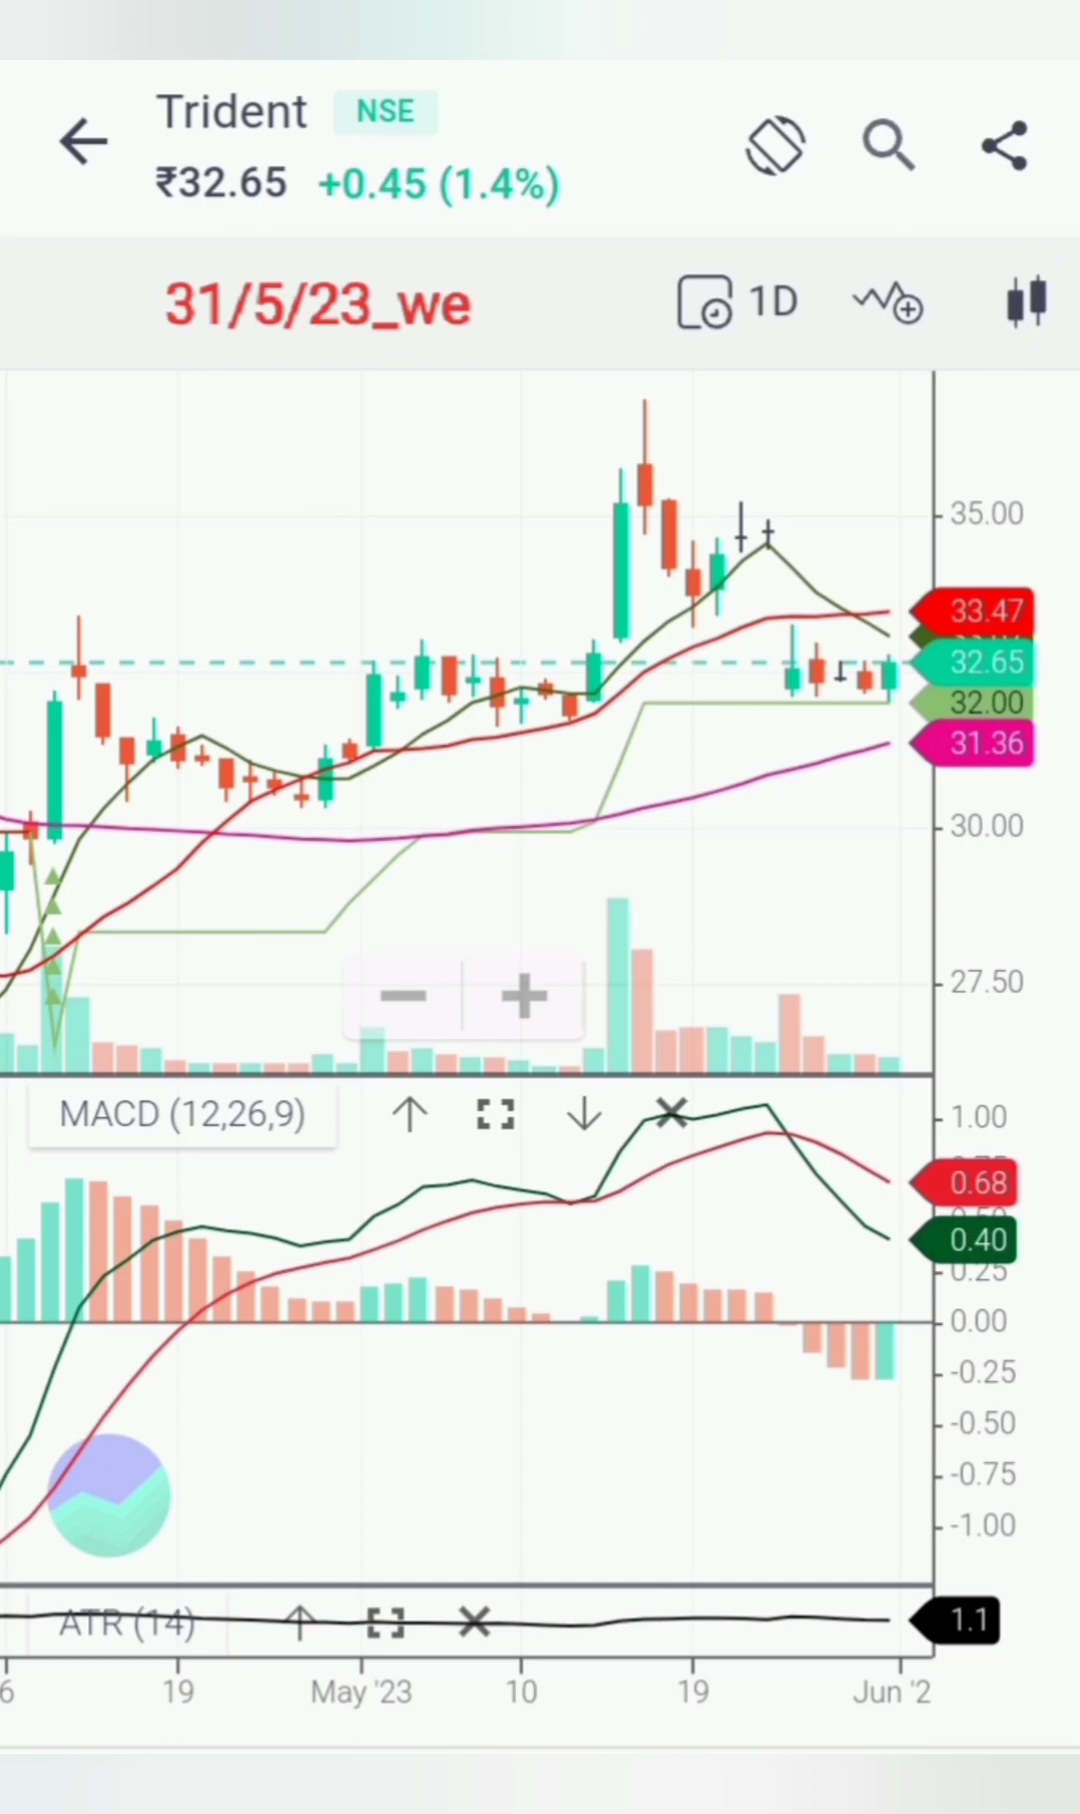 Trident NSE
₹32.65 +0.45 (1.4%)
31/5/23_we 1D
35.00
33.47
32.65
32.00
31.36
30.00
27.50
MACD (12,26,9)
1.00
0.68
0.40
0.25
0.00
-0.25
-0.50
-0.75
-1.00
ATR (14)
1.1
6 19 May '23 10 19 Jun '2